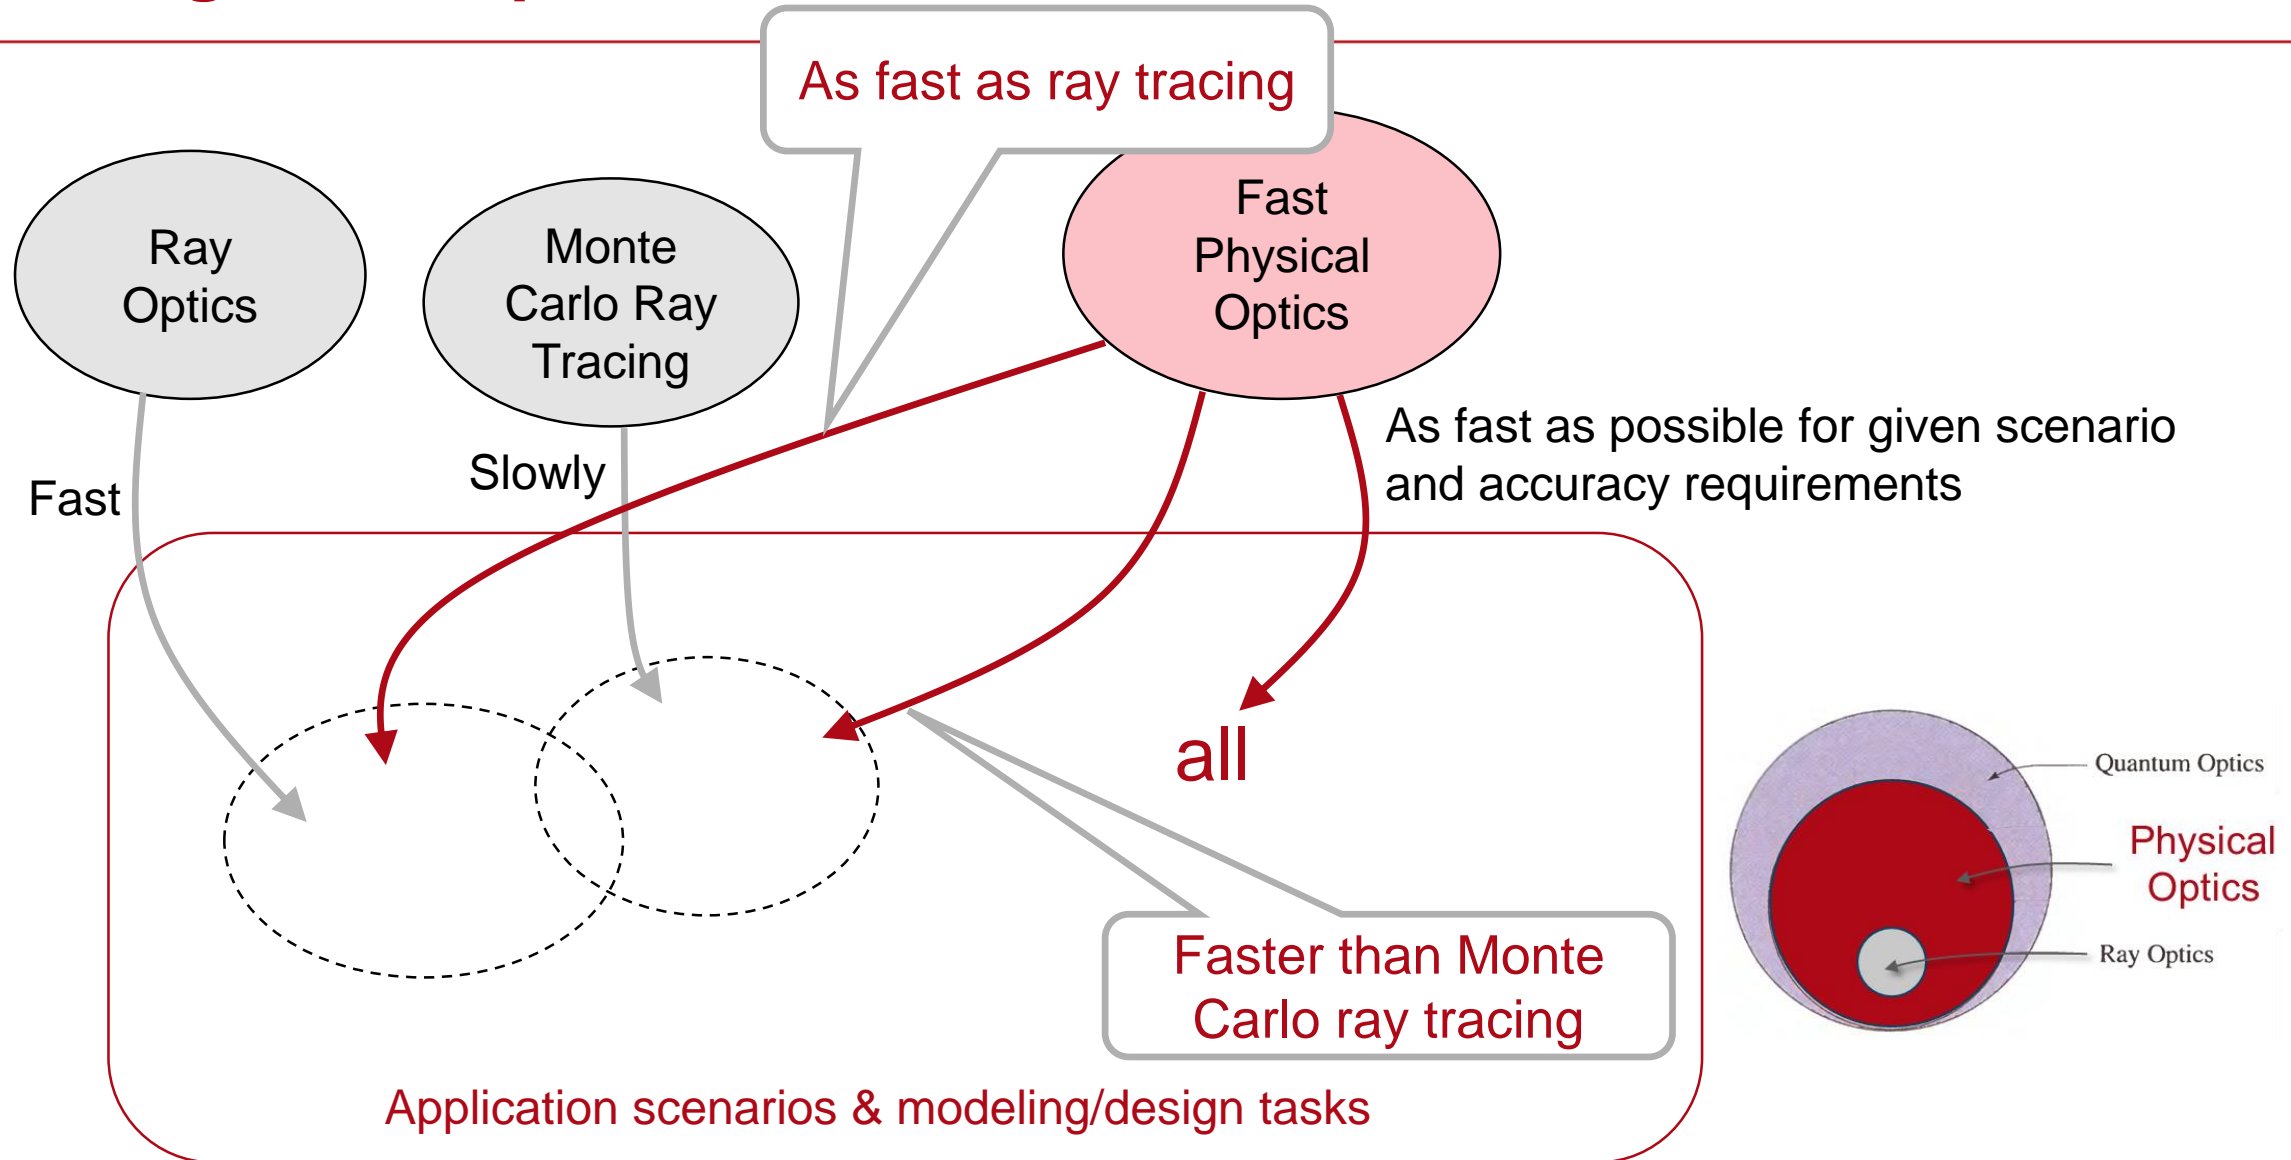 As fast as ray tracing
Ray
Optics
Monte
Carlo Ray
Tracing
Fast
Physical
Optics
Fast
Slowly
As fast as possible for given scenario
and accuracy requirements
all
Quantum Optics
Physical
Optics
Ray Optics
Faster than Monte
Carlo ray tracing
Application scenarios & modeling/design tasks